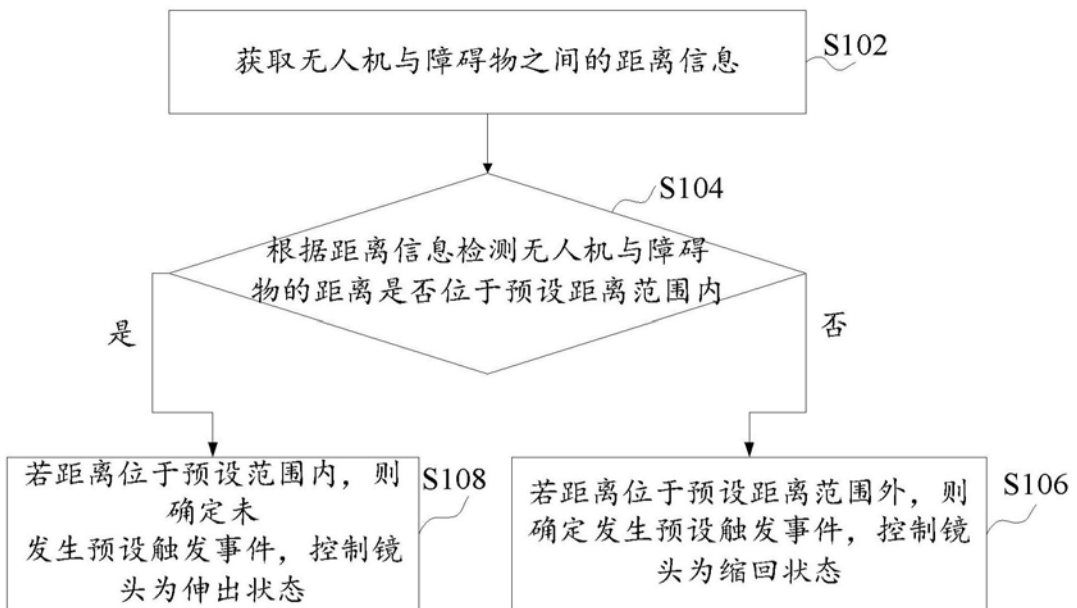 获取无人机与障碍物之间的距离信息
S102
S104
根据距离信息检测无人机与障碍
物的距离是否位于预设距离范围内
是
否
若距离位于预设范围内，则
确定未
发生预设触发事件，控制镜
头为伸出状态
S108
若距离位于预设距离范围外，则
确定发生预设触发事件，控制镜
头为缩回状态
S106